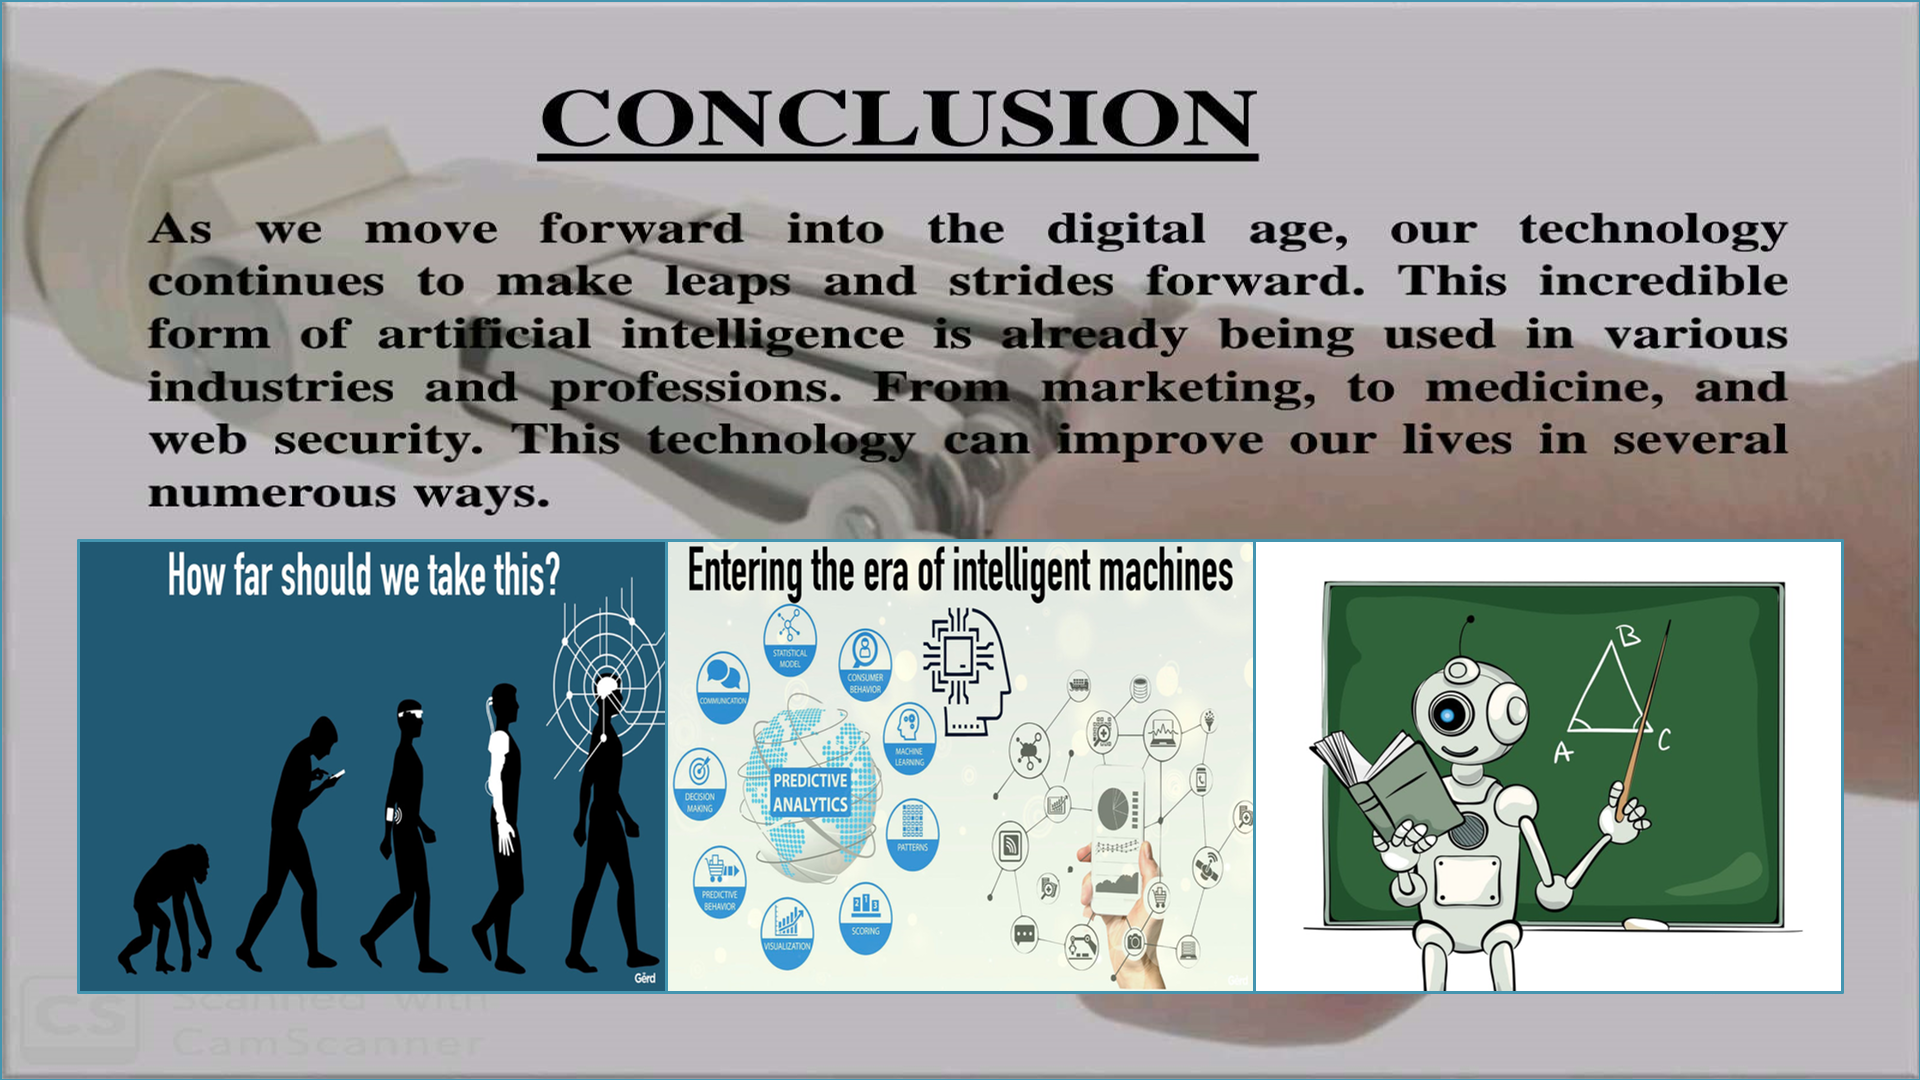 CONCLUSION
As we move forward into the digital age, our technology
continues to make leaps and strides forward. This incredible
form of artificial intelligence is already being used in various
industries and professions. From marketing, to medicine, and
web security. This technology can improve our lives in several
numerous ways.
How far should we take this?
Gerd
Entering the era of intelligent machines
STATISTICAL
MODEL
CONSUMER
BEHAVIOR
COMMUNICATION
MACHINE
LEARNING
DECISION
MAKING
PREDICTIVE
ANALYTICS
PATTERNS
PREDICTIVE
BEHAVIOR
VISUALIZATION
2 1 3
SCORING
Gerd
B
A
C
CS
Scanned with
CamScanner